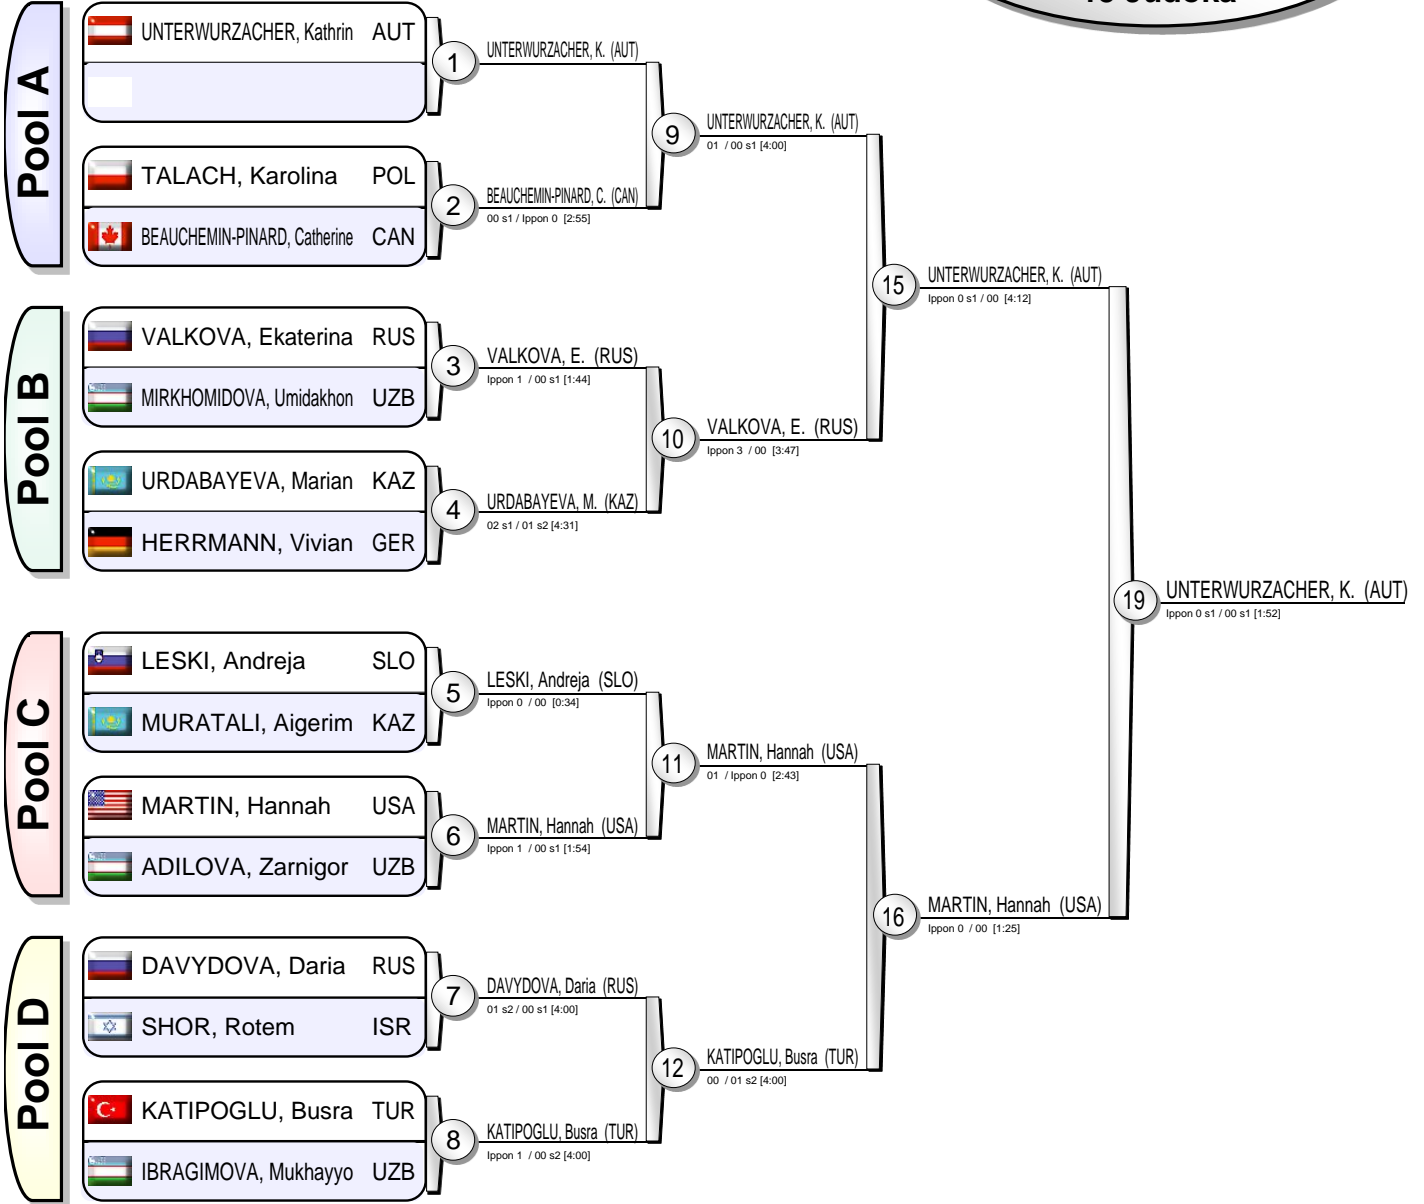 Pool A
UNTERWURZACHER, Kathrin AUT
TALACH, Karolina POL
BEAUCHEMIN-PINARD, Catherine CAN
Pool B
VALKOVA, Ekaterina RUS
MIRKHOMIDOVA, Umidakhon UZB
URDABAYEVA, Marian KAZ
HERRMANN, Vivian GER
Pool C
LESKI, Andreja SLO
MURATALI, Aigerim KAZ
MARTIN, Hannah USA
ADILOVA, Zarnigor UZB
Pool D
DAVYDOVA, Daria RUS
SHOR, Rotem ISR
KATIPOGLU, Busra TUR
IBRAGIMOVA, Mukhayyo UZB
1
UNTERWURZACHER, K. (AUT)
2
BEAUCHEMIN-PINARD, C. (CAN)
00 s1 / Ippon 0 [2:55]
3
VALKOVA, E. (RUS)
Ippon 1 / 00 s1 [1:44]
4
URDABAYEVA, M. (KAZ)
02 s1 / 01 s2 [4:31]
5
LESKI, Andreja (SLO)
Ippon 0 / 00 [0:34]
6
MARTIN, Hannah (USA)
Ippon 1 / 00 s1 [1:54]
7
DAVYDOVA, Daria (RUS)
01 s2 / 00 s1 [4:00]
8
KATIPOGLU, Busra (TUR)
Ippon 1 / 00 s2 [4:00]
9
UNTERWURZACHER, K. (AUT)
01 / 00 s1 [4:00]
10
VALKOVA, E. (RUS)
Ippon 3 / 00 [3:47]
11
MARTIN, Hannah (USA)
01 / Ippon 0 [2:43]
12
KATIPOGLU, Busra (TUR)
00 / 01 s2 [4:00]
15
UNTERWURZACHER, K. (AUT)
Ippon 0 s1 / 00 [4:12]
16
MARTIN, Hannah (USA)
Ippon 0 / 00 [1:25]
19
UNTERWURZACHER, K. (AUT)
Ippon 0 s1 / 00 s1 [1:52]